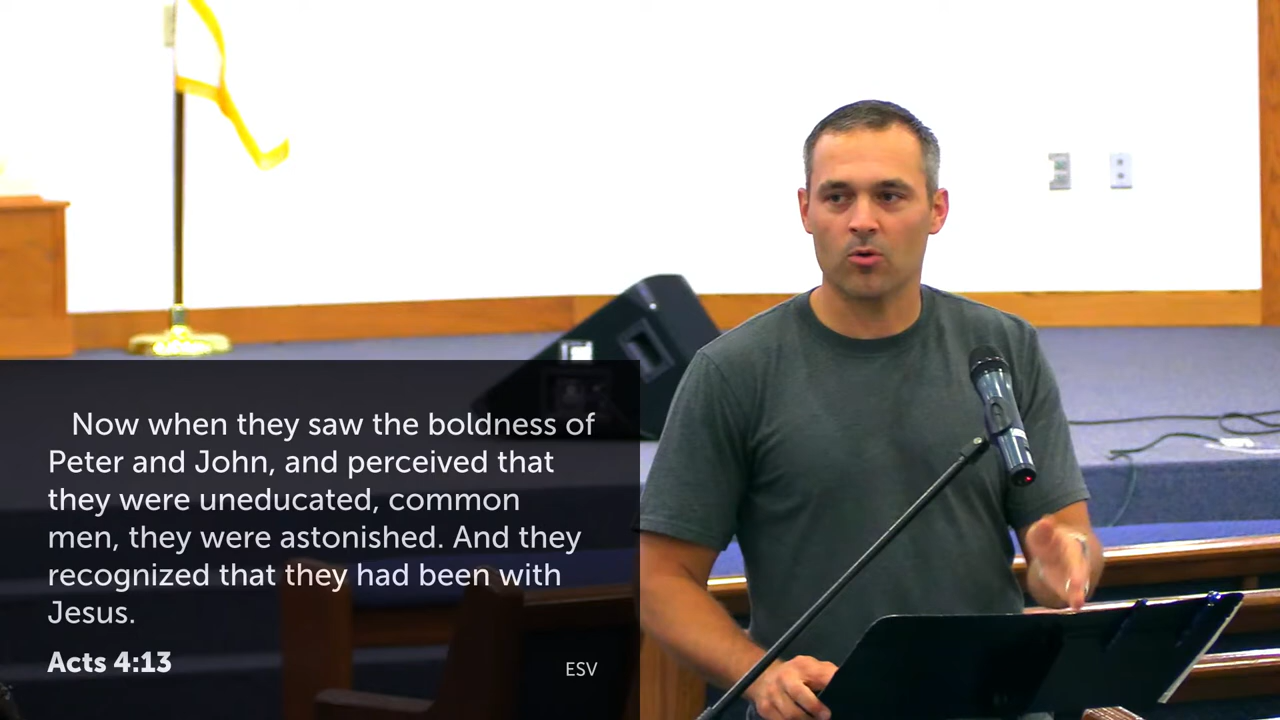 Now when they saw the boldness of
Peter and John, and perceived that
they were uneducated, common
men, they were astonished. And they
recognized that they had been with
Jesus.
Acts 4:13
ESV